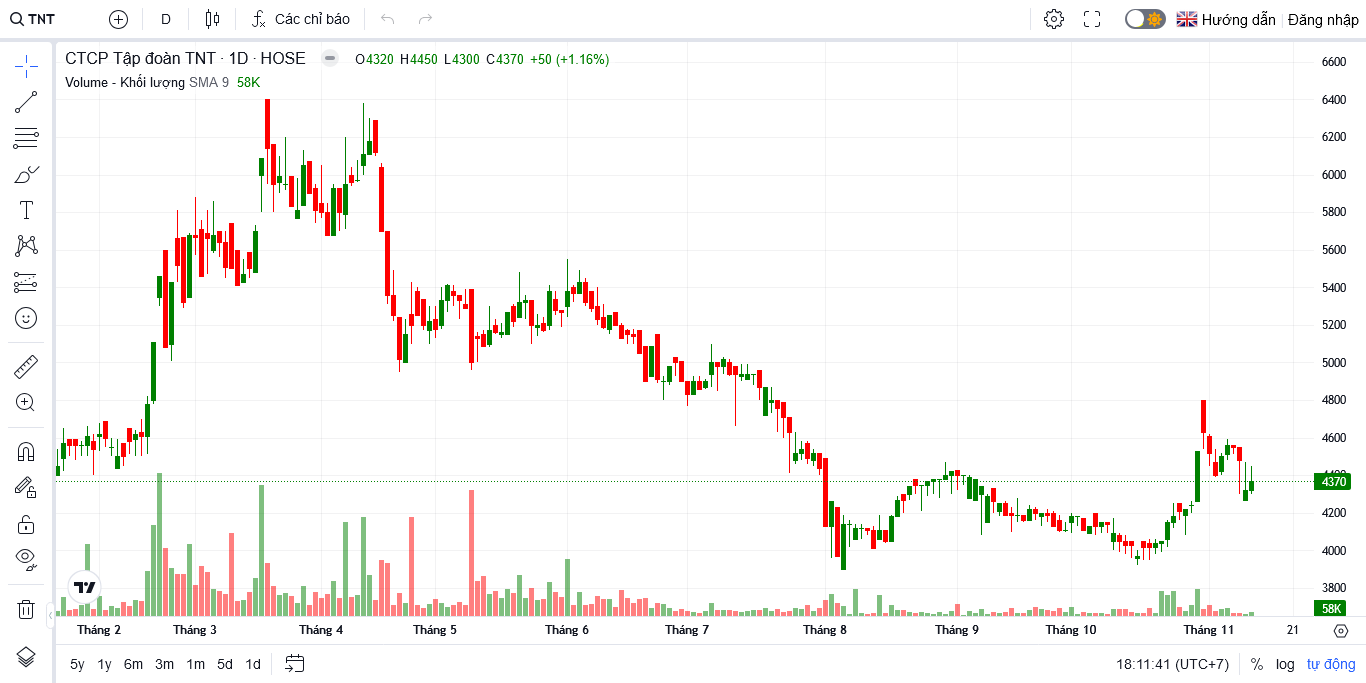 TNT D Các chỉ báo Hướng dẫn Đăng nhập
CTCP Tập đoàn TNT · 1D · HOSE O4320 H4450 L4300 C4370 +50 (+1.16%)
Volume - Khối lượng SMA 9 58K
6600
6400
6200
6000
5800
5600
5400
5200
5000
4800
4600
4400
4370
4200
4000
3800
58K
Tháng 2 Tháng 3 Tháng 4 Tháng 5 Tháng 6 Tháng 7 Tháng 8 Tháng 9 Tháng 10 Tháng 11 21
5y 1y 6m 3m 1m 5d 1d 18:11:41 (UTC+7) % log tự động